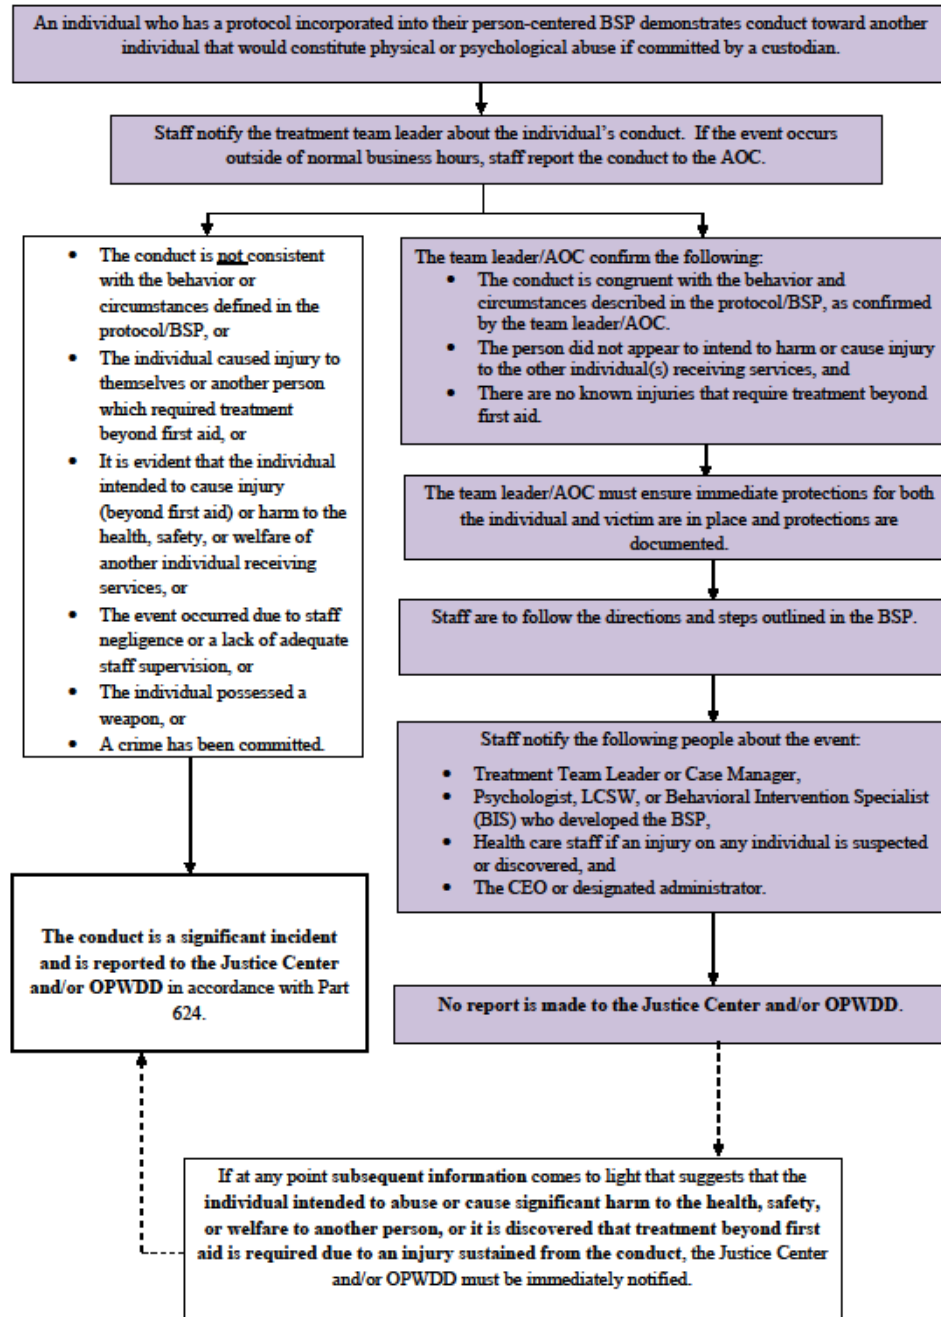 An individual who has a protocol incorporated into their person-centered BSP demonstrates conduct toward another
individual that would constitute physical or psychological abuse if committed by a custodian.
Staff notify the treatment team leader about the individual's conduct. If the event occurs
outside of normal business hours, staff report the conduct to the AOC.
• The conduct is not consistent
with the behavior or
circumstances defined in the
protocol/BSP, or
• The individual caused injury to
themselves or another person
which required treatment
beyond first aid, or
• It is evident that the individual
intended to cause injury
(beyond first aid) or harm to the
health, safety, or welfare of
another individual receiving
services, or
• The event occurred due to staff
negligence or a lack of adequate
staff supervision, or
• The individual possessed a
weapon, or
• A crime has been committed.
The conduct is a significant incident
and is reported to the Justice Center
and/or OPWDD in accordance with Part
624.
The team leader/AOC confirm the following:
• The conduct is congruent with the behavior and
circumstances described in the protocol/BSP, as confirmed
by the team leader/AOC.
• The person did not appear to intend to harm or cause injury
to the other individual(s) receiving services, and
• There are no known injuries that require treatment beyond
first aid.
The team leader/AOC must ensure immediate protections for both
the individual and victim are in place and protections are
documented.
Staff are to follow the directions and steps outlined in the BSP.
Staff notify the following people about the event:
• Treatment Team Leader or Case Manager,
• Psychologist, LCSW, or Behavioral Intervention Specialist
(BIS) who developed the BSP,
• Health care staff if an injury on any individual is suspected
or discovered, and
• The CEO or designated administrator.
No report is made to the Justice Center and/or OPWDD.
If at any point subsequent information comes to light that suggests that the
individual intended to abuse or cause significant harm to the health, safety,
or welfare to another person, or it is discovered that treatment beyond first
aid is required due to an injury sustained from the conduct, the Justice Center
and/or OPWDD must be immediately notified.